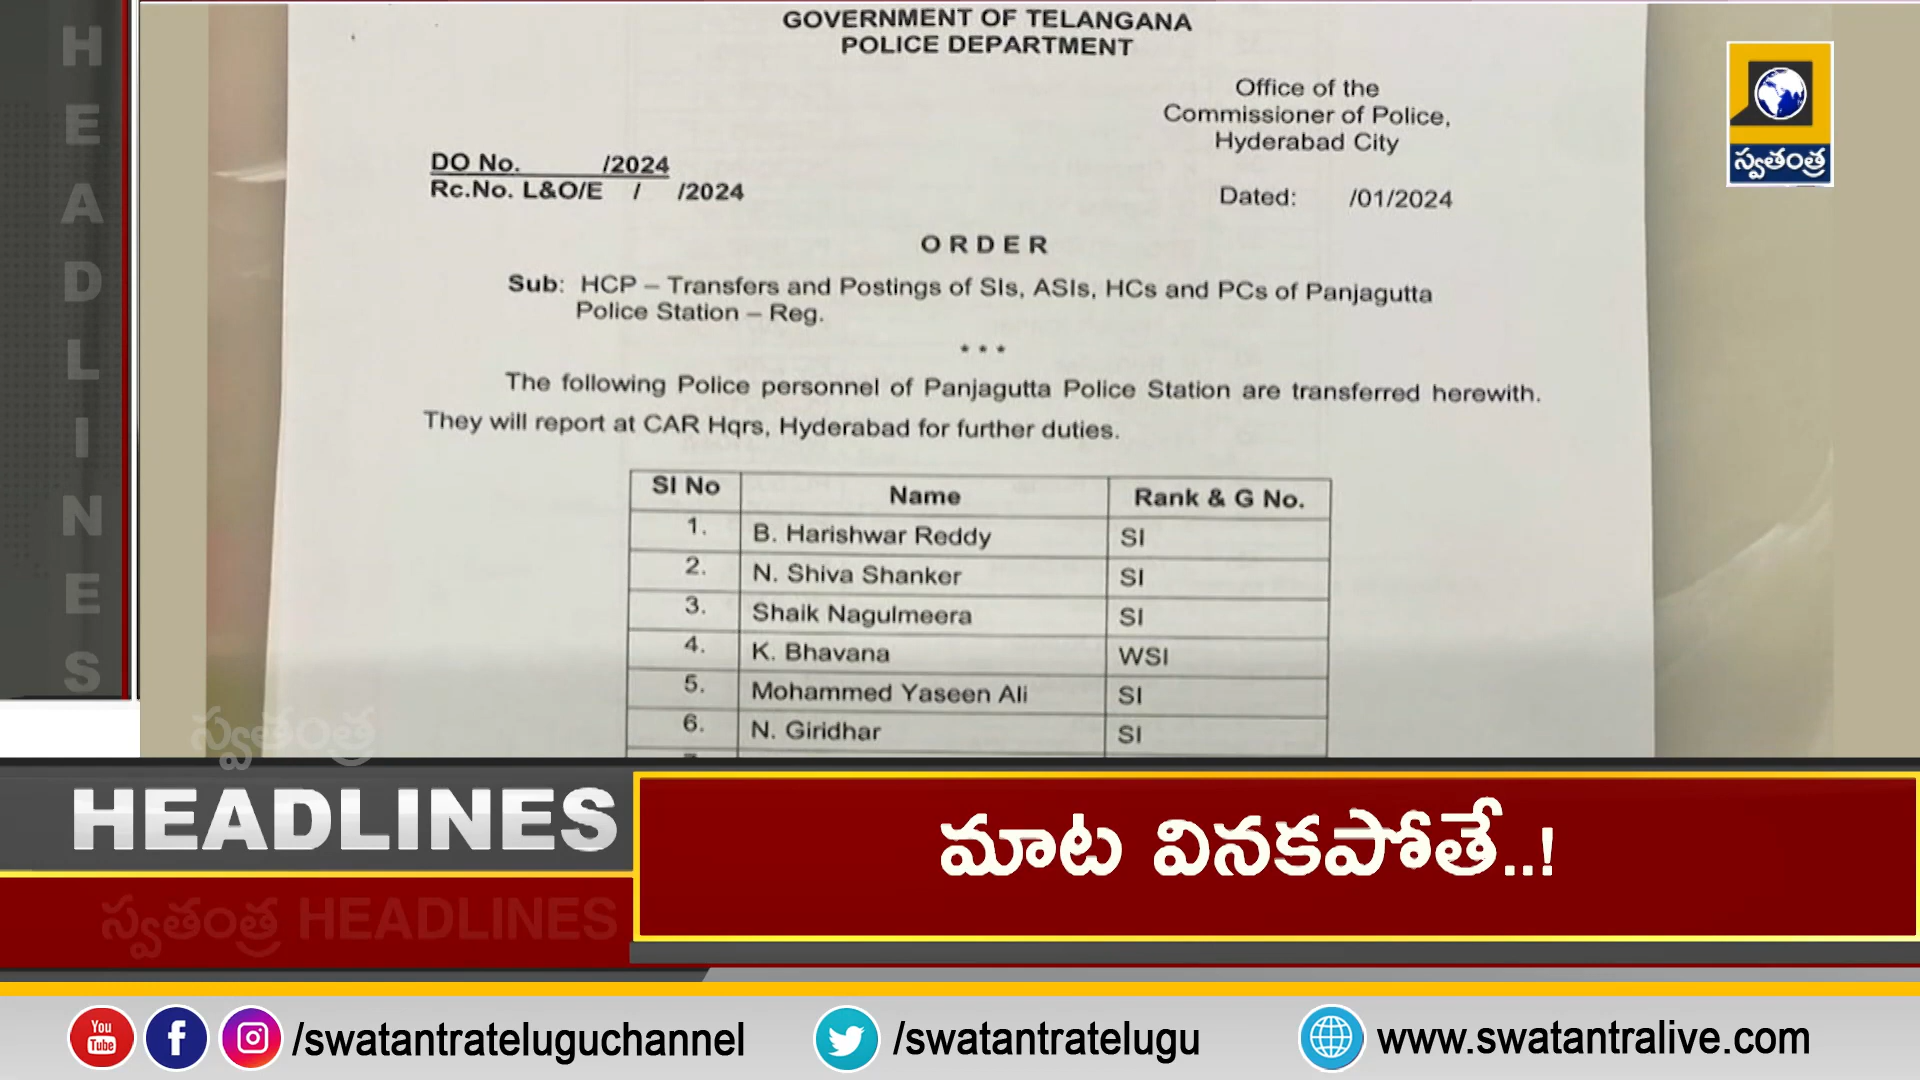 HEADLINES
GOVERNMENT OF TELANGANA
POLICE DEPARTMENT
Office of the
Commissioner of Police,
Hyderabad City
స్వతంత్ర
DO No. /2024
Rc.No. L&O/E / /2024
Dated: /01/2024
ORDER
Sub: HCP – Transfers and Postings of SIs, ASIs, HCs and PCs of Panjagutta
Police Station – Reg.
* * *
The following Police personnel of Panjagutta Police Station are transferred herewith.
They will report at CAR Hqrs, Hyderabad for further duties.
Sl No Name Rank & G No.
1. B. Harishwar Reddy SI
2. N. Shiva Shanker SI
3. Shaik Nagulmeera SI
4. K. Bhavana WSI
5. Mohammed Yaseen Ali SI
6. N. Giridhar SI
స్వతంత్ర
HEADLINES
మాట వినకపోతే..!
స్వతంత్ర HEADLINES
You Tube /swatantrateluguchannel /swatantratelugu www.swatantralive.com